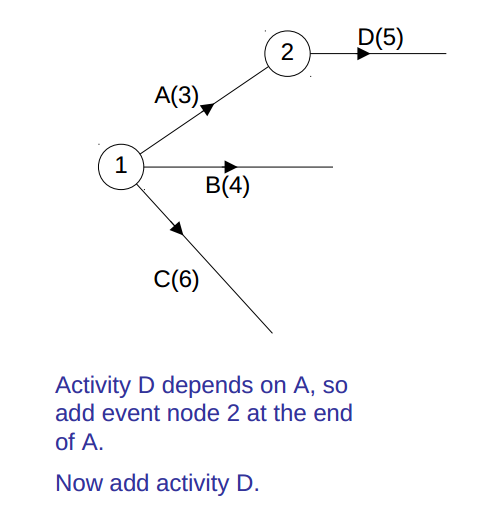 D(5)
2
A(3)
1
B(4)
C(6)
Activity D depends on A, so
add event node 2 at the end
of A.
Now add activity D.